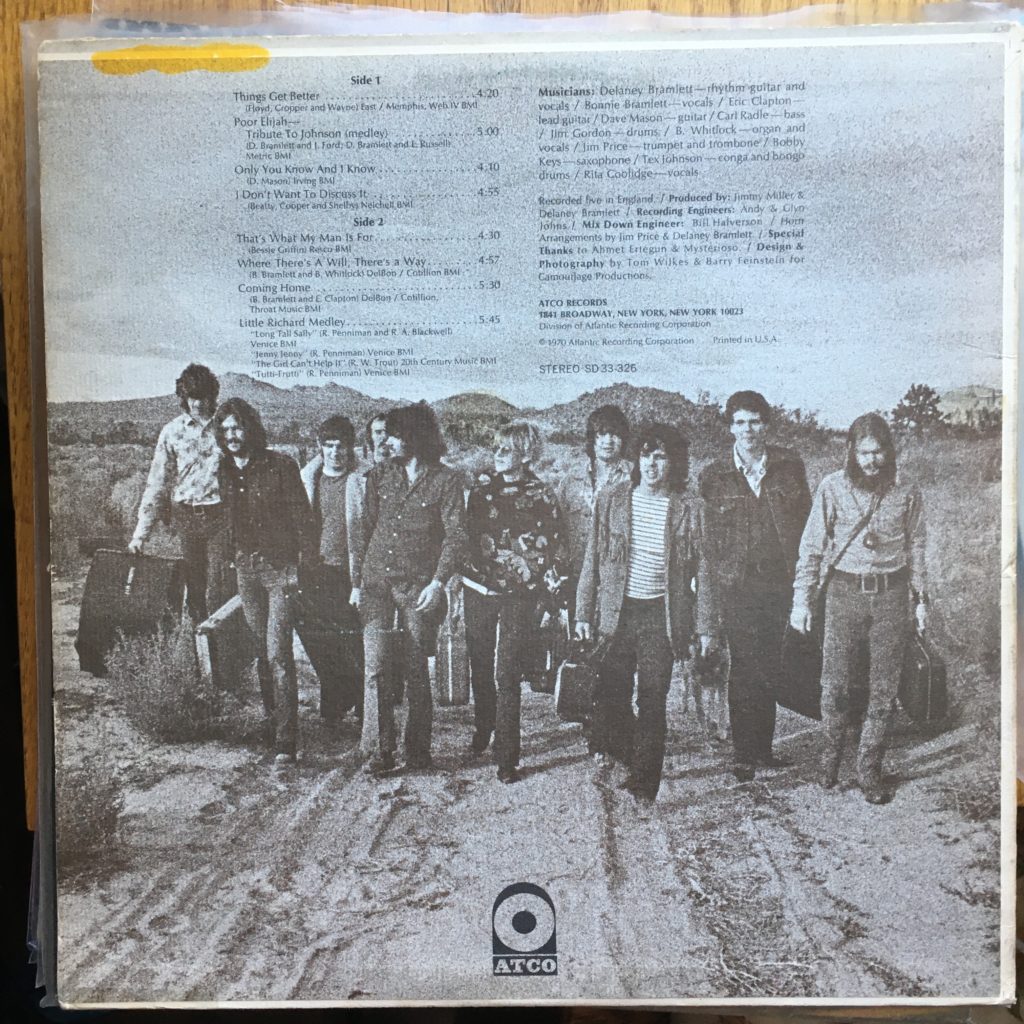 Side 1
Things Get Better ........................ 4:20
(Floyd, Cropper and Wayne) East / Memphis, Web IV BMI
Poor Elijah—
Tribute To Johnson (medley) ................ 5:00
(D. Bramlett and J. Ford; D. Bramlett and L. Russell)
Metric BMI
Only You Know And I Know .................. 4:10
(D. Mason) Irving BMI
I Don't Want To Discuss It .................. 4:55
(Beatty, Cooper and Shelby) Neichell BMI
Side 2
That's What My Man Is For .................. 4:30
(Bessie Griffin) Resco BMI
Where There's A Will, There's a Way ........ 4:57
(B. Bramlett and B. Whitlock) DelBon / Cotillion BMI
Coming Home ............................ 5:30
(B. Bramlett and E. Clapton) DelBon / Cotillion,
Throat Music BMI
Little Richard Medley ..................... 5:45
"Long Tall Sally" (R. Penniman and R. A. Blackwell)
Venice BMI
"Jenny Jenny" (R. Penniman) Venice BMI
"The Girl Can't Help It" (R. W. Trout) 20th Century Music BMI
"Tutti-Frutti" (R. Penniman) Venice BMI
Musicians: Delaney Bramlett—rhythm guitar and
vocals / Bonnie Bramlett—vocals / Eric Clapton—
lead guitar / Dave Mason—guitar / Carl Radle—bass
/ Jim Gordon—drums / B. Whitlock—organ and
vocals / Jim Price—trumpet and trombone / Bobby
Keys—saxophone / Tex Johnson—conga and bongo
drums / Rita Coolidge—vocals
Recorded live in England. / Produced by: Jimmy Miller &
Delaney Bramlett / Recording Engineers: Andy & Glyn
Johns / Mix Down Engineer: Bill Halverson / Horn
Arrangements by Jim Price & Delaney Bramlett. / Special
Thanks to Ahmet Ertegun & Mysterioso. / Design &
Photography by Tom Wilkes & Barry Feinstein for
Camouflage Productions.
ATCO RECORDS
1841 BROADWAY, NEW YORK, NEW YORK 10023
Division of Atlantic Recording Corporation
© 1970 Atlantic Recording Corporation Printed in U.S.A.
STEREO SD 33-326
ATCO